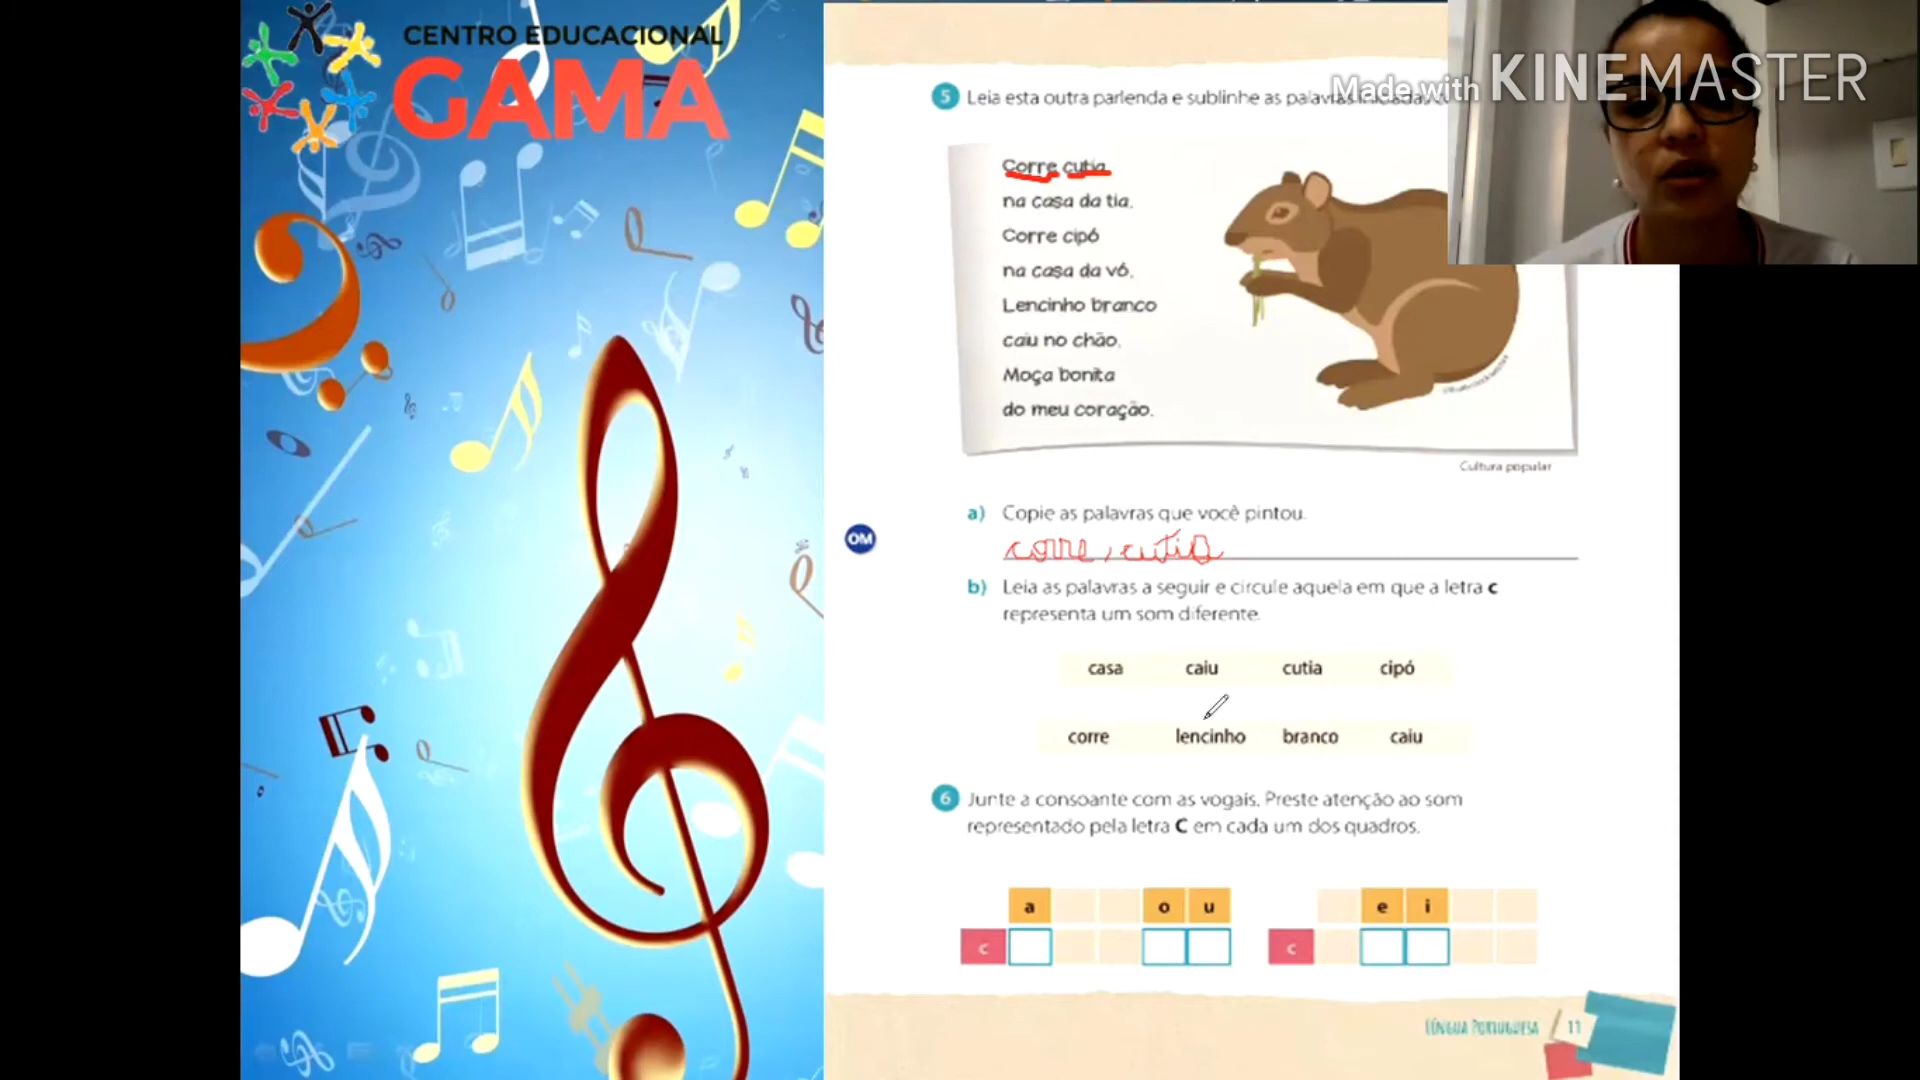 CENTRO EDUCACIONAL
GAMA
Made with KINEMASTER
5 Leia esta outra parlenda e sublinhe as palavras
Corre cutia
na casa da tia.
Corre cipó
na casa da vó.
Lencinho branco
caiu no chão.
Moça bonita
do meu coração.
Cultura popular
a) Copie as palavras que você pintou.
OM
corre, cutia
b) Leia as palavras a seguir e circule aquela em que a letra c
representa um som diferente.
casa caiu cutia cipó
corre lencinho branco caiu
6 Junte a consoante com as vogais. Preste atenção ao som
representado pela letra C em cada um dos quadros.
a o u e i
c c
LÍNGUA PORTUGUESA 11